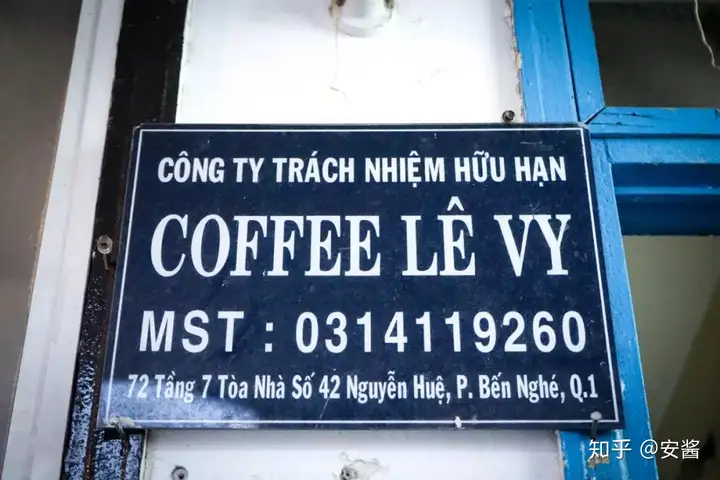 CÔNG TY TRÁCH NHIỆM HỮU HẠN
COFFEE LÊ VY
MST : 0314119260
72 Tầng 7 Tòa Nhà Số 42 Nguyễn Huệ, P. Bến Nghé, Q.1
知乎 @安酱